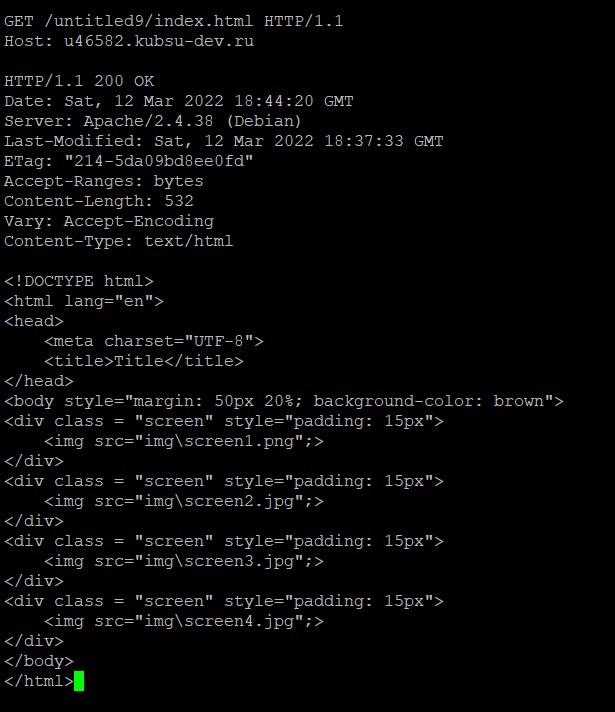 GET /untitled9/index.html HTTP/1.1
Host: u46582.kubsu-dev.ru

HTTP/1.1 200 OK
Date: Sat, 12 Mar 2022 18:44:20 GMT
Server: Apache/2.4.38 (Debian)
Last-Modified: Sat, 12 Mar 2022 18:37:33 GMT
ETag: "214-5da09bd8ee0fd"
Accept-Ranges: bytes
Content-Length: 532
Vary: Accept-Encoding
Content-Type: text/html

<!DOCTYPE html>
<html lang="en">
<head>
    <meta charset="UTF-8">
    <title>Title</title>
</head>
<body style="margin: 50px 20%; background-color: brown">
<div class = "screen" style="padding: 15px">
    <img src="img\screen1.png";>
</div>
<div class = "screen" style="padding: 15px">
    <img src="img\screen2.jpg";>
</div>
<div class = "screen" style="padding: 15px">
    <img src="img\screen3.jpg";>
</div>
<div class = "screen" style="padding: 15px">
    <img src="img\screen4.jpg";>
</div>
</body>
</html>